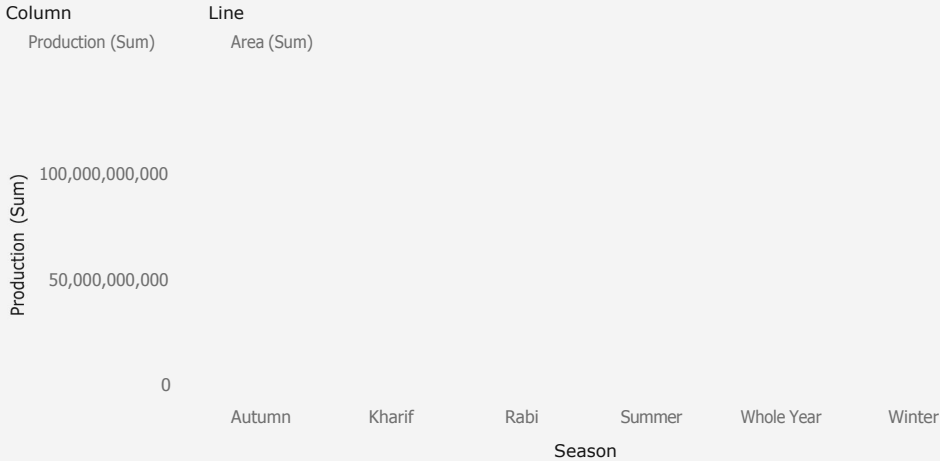 Column Line
Production (Sum) Area (Sum)
Production (Sum)
100,000,000,000
50,000,000,000
0
Autumn Kharif Rabi Summer Whole Year Winter
Season